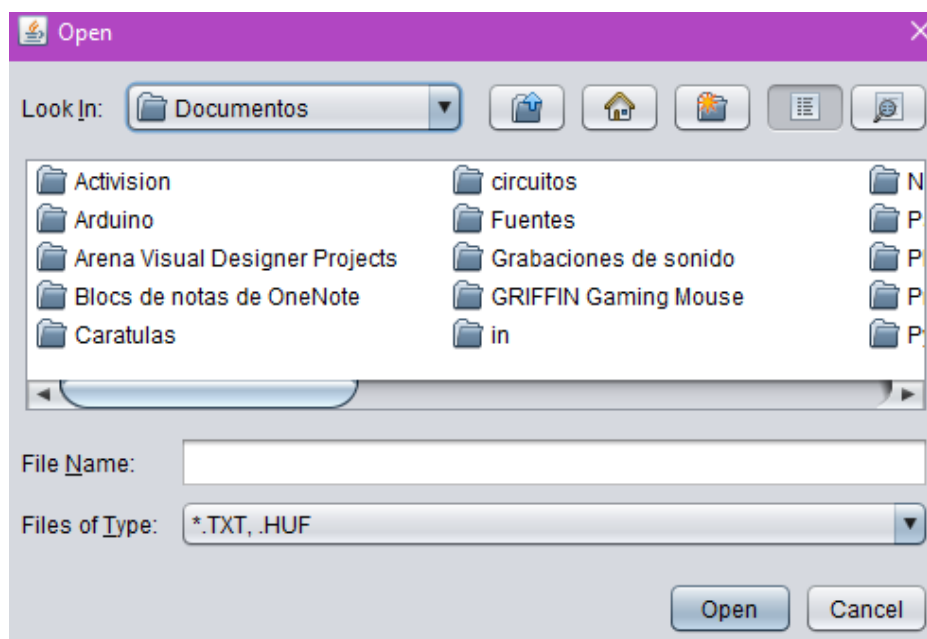 Open
Look In: Documentos
Activision circuitos N
Arduino Fuentes P
Arena Visual Designer Projects Grabaciones de sonido
Blocs de notas de OneNote GRIFFIN Gaming Mouse
Caratulas in
File Name:
Files of Type: *.TXT, .HUF
Open Cancel